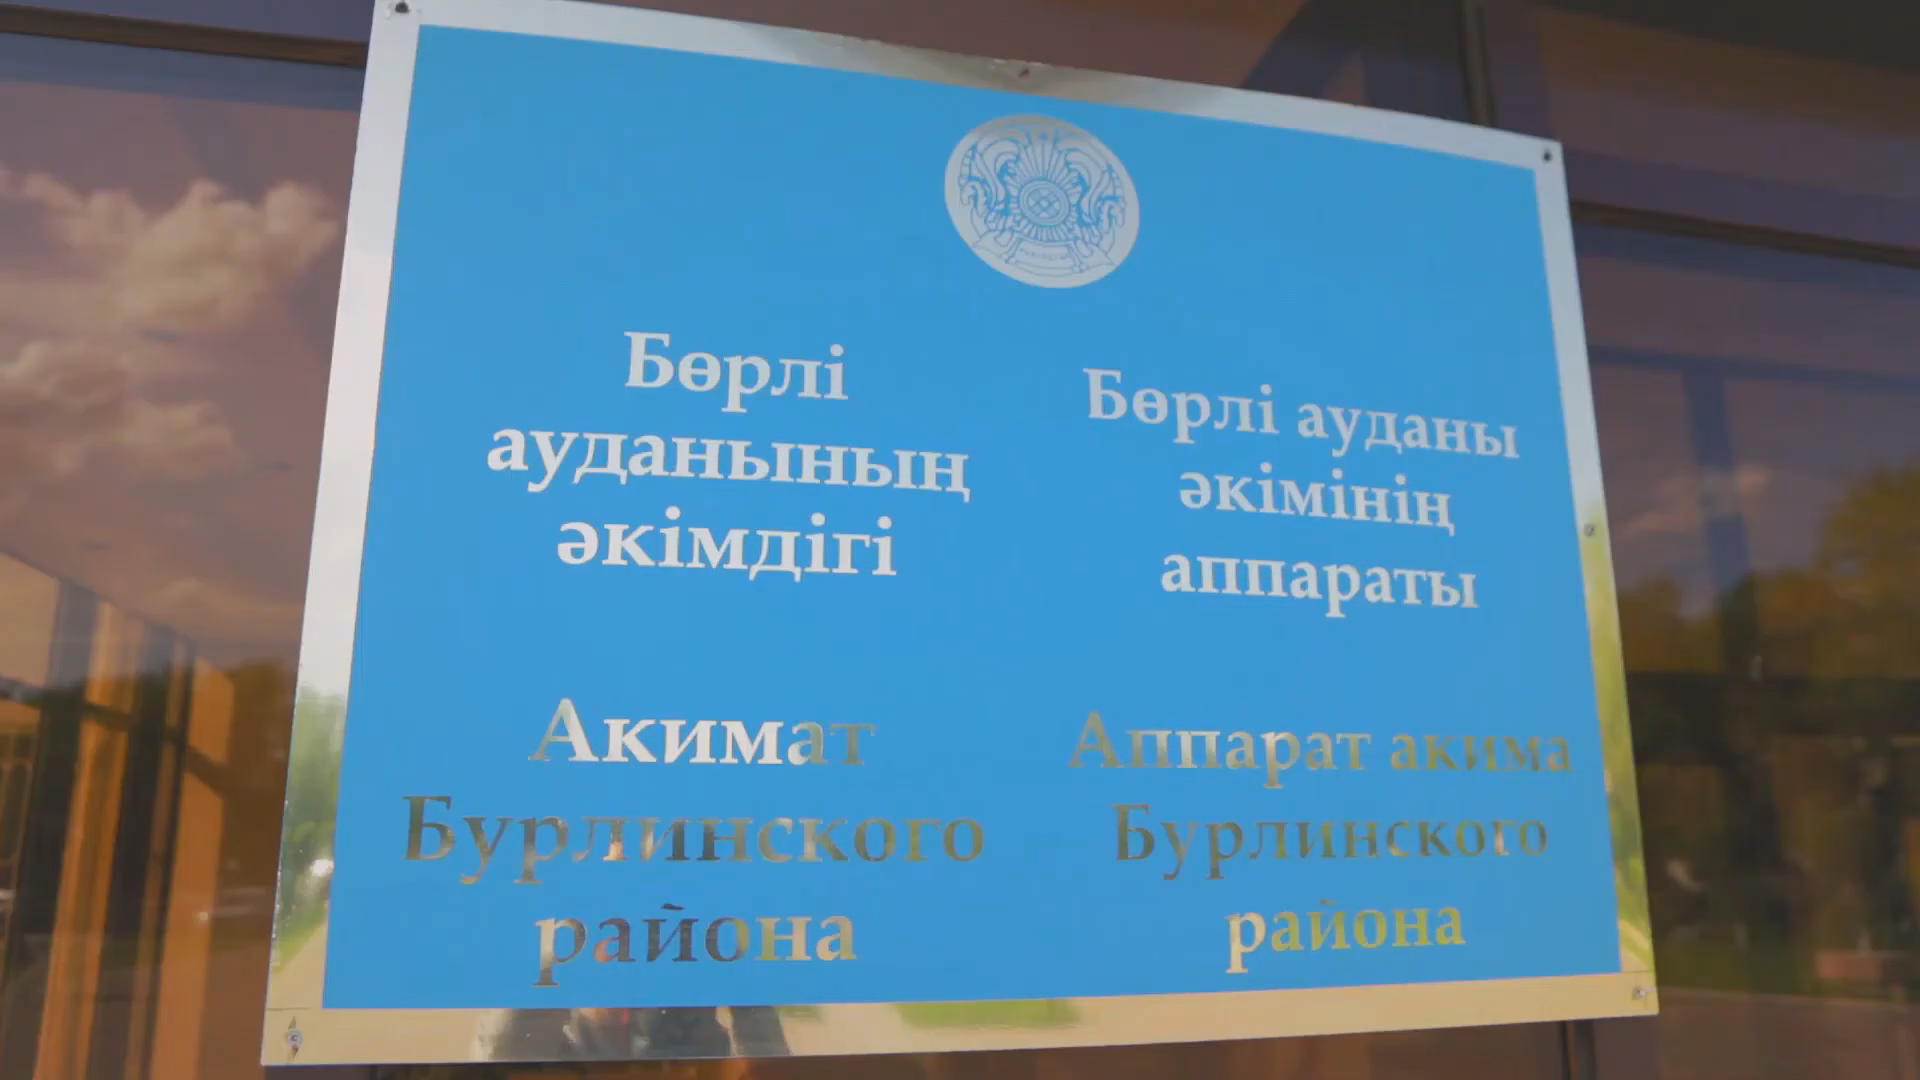 Бөрлі
ауданының
әкімдігі
Бөрлі ауданы
әкімінің
аппараты
Акимат
Бурлинского
района
Аппарат акима
Бурлинского
района